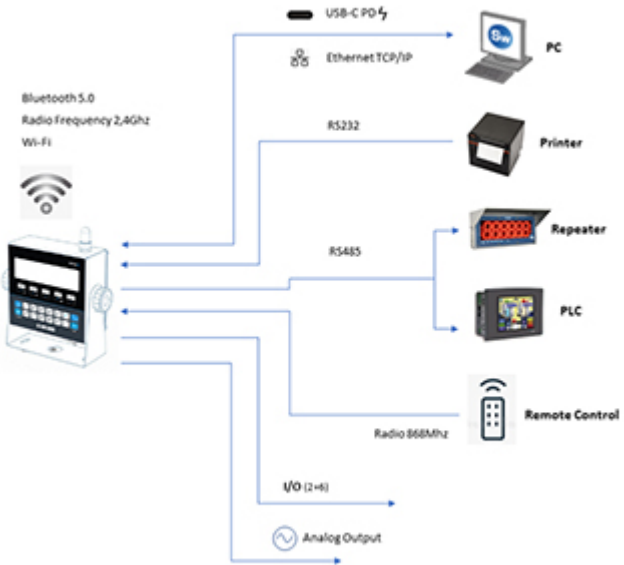 USB-C PD
Ethernet TCP/IP
Sw
PC
Bluetooth 5.0
Radio Frequency 2,4Ghz
Wi-Fi
RS232
Printer
RS485
Repeater
PLC
Remote Control
Radio 868Mhz
I/O (2+6)
Analog Output